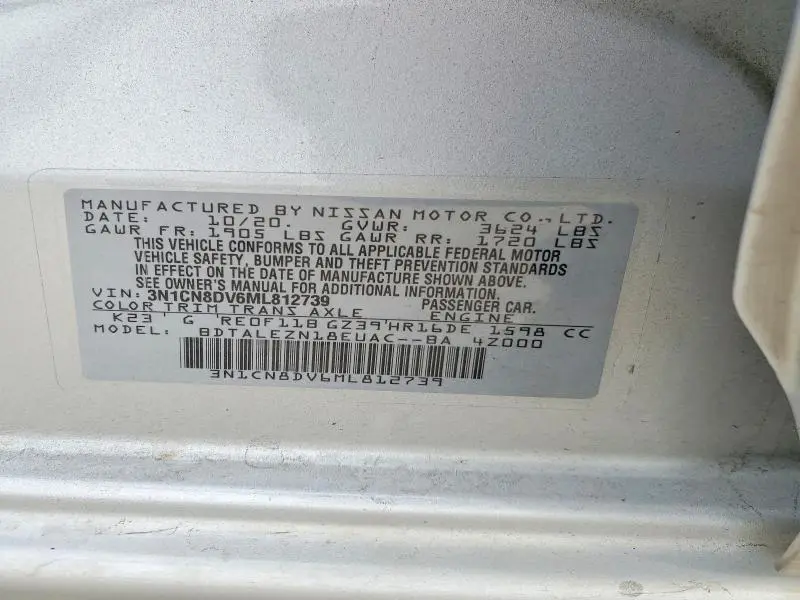 MANUFACTURED BY NISSAN MOTOR CO., LTD.
DATE: 10/20. GVWR: 3624 LBS
GAWR FR: 1905 LBS GAWR RR: 1720 LBS
THIS VEHICLE CONFORMS TO ALL APPLICABLE FEDERAL MOTOR
VEHICLE SAFETY, BUMPER AND THEFT PREVENTION STANDARDS
IN EFFECT ON THE DATE OF MANUFACTURE SHOWN ABOVE.
SEE OWNER'S MANUAL FOR ADDITIONAL INFORMATION.
VIN: 3N1CN8DV6ML812739 PASSENGER CAR.
COLOR TRIM TRANS AXLE ENGINE
K23 G RE0F11B GZ39 HR16DE 1598 CC
MODEL: BDTALEZN18EUAC--BA 4Z000
3N1CN8DV6ML812739